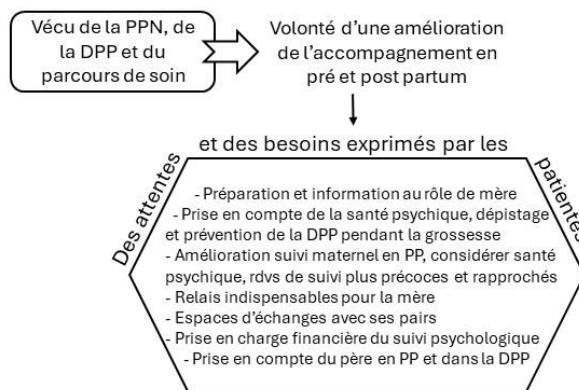 Vécu de la PPN, de
la DPP et du
parcours de soin
Volonté d'une amélioration
de l'accompagnement en
pré et post partum
Des attentes
et des besoins exprimés par les
patientes
- Préparation et information au rôle de mère
- Prise en compte de la santé psychique, dépistage
et prévention de la DPP pendant la grossesse
- Amélioration suivi maternel en PP, considérer santé
psychique, rdvs de suivi plus précoces et rapprochés
- Relais indispensables pour la mère
- Espaces d'échanges avec ses pairs
- Prise en charge financière du suivi psychologique
- Prise en compte du père en PP et dans la DPP